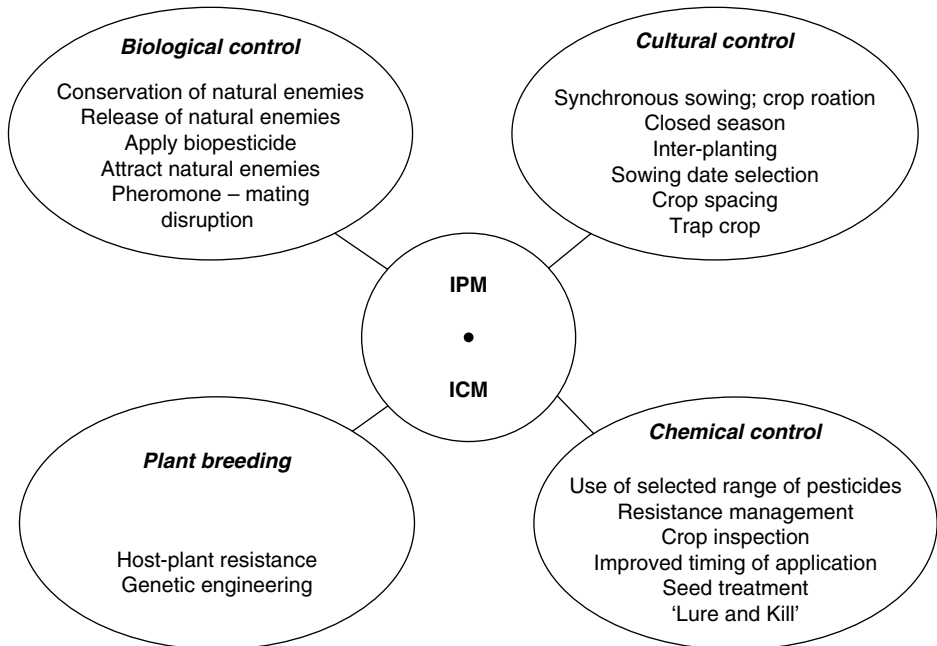 Biological control
Conservation of natural enemies
Release of natural enemies
Apply biopesticide
Attract natural enemies
Pheromone – mating
disruption
Cultural control
Synchronous sowing; crop roation
Closed season
Inter-planting
Sowing date selection
Crop spacing
Trap crop
IPM
•
ICM
Plant breeding
Host-plant resistance
Genetic engineering
Chemical control
Use of selected range of pesticides
Resistance management
Crop inspection
Improved timing of application
Seed treatment
‘Lure and Kill’